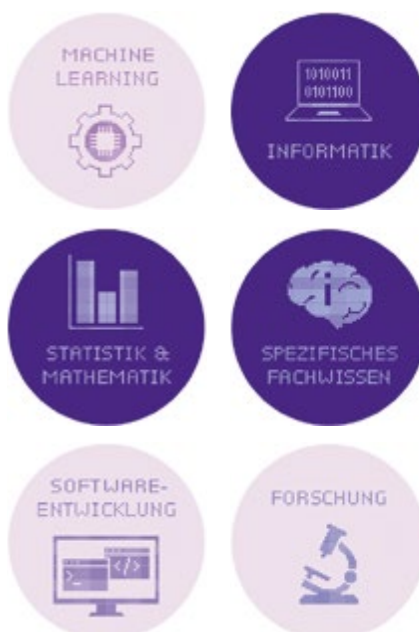 MACHINE
LEARNING
1010011
0101100
INFORMATIK
STATISTIK &
MATHEMATIK
i
SPEZIFISCHES
FACHWISSEN
SOFTWARE-
ENTWICKLUNG
>_
</>
FORSCHUNG